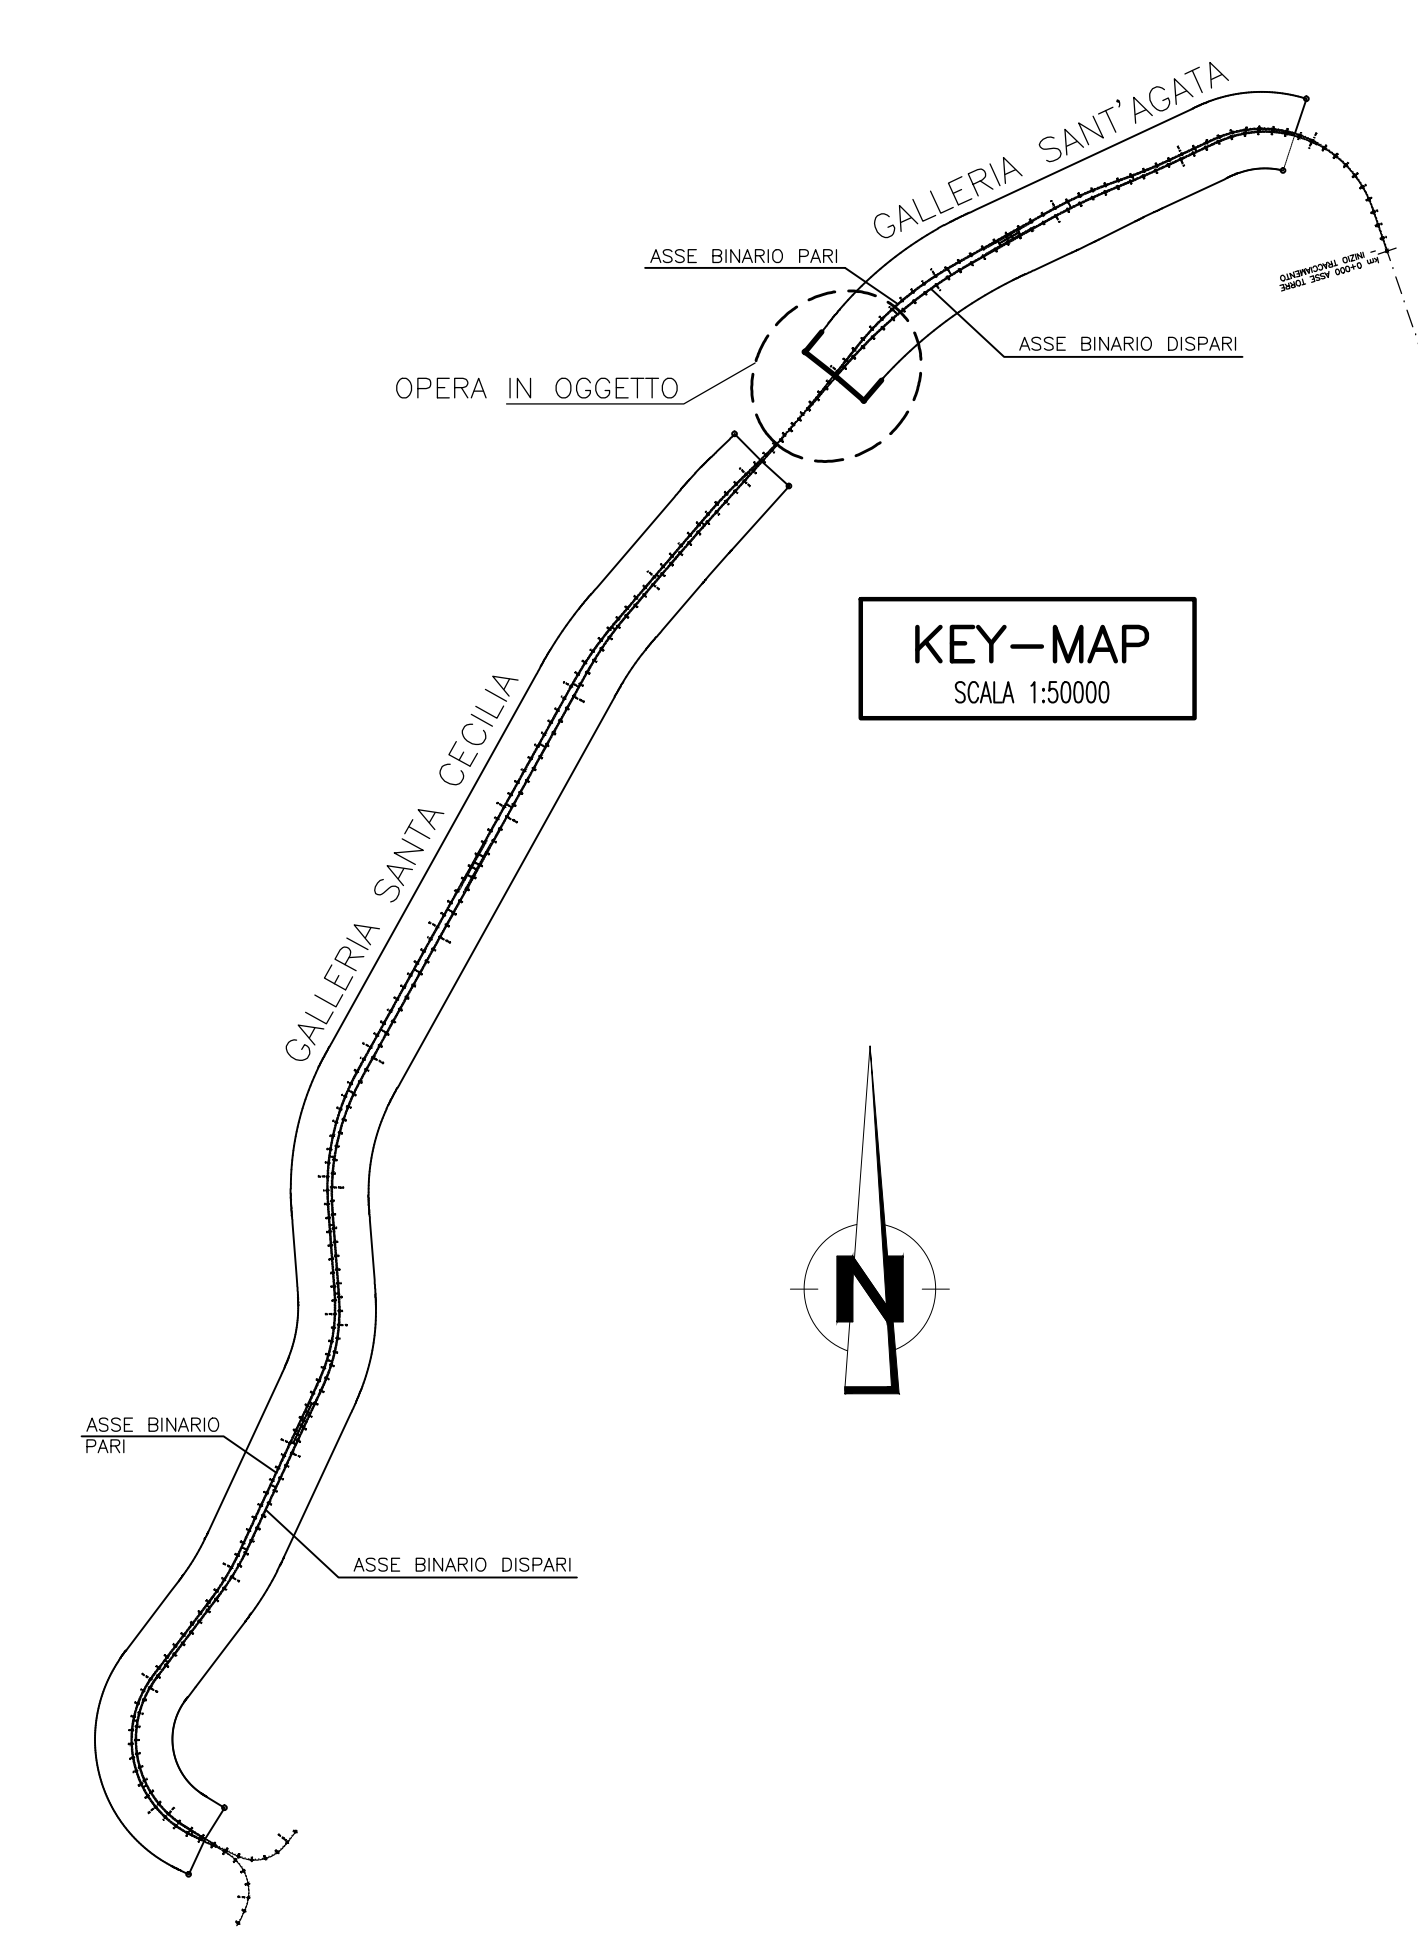 GALLERIA SANT'AGATA
ASSE BINARIO PARI
km 0+000 ASSE TORRE
INIZIO TRACCIAMENTO
ASSE BINARIO DISPARI
OPERA IN OGGETTO
KEY-MAP
SCALA 1:50000
GALLERIA SANTA CECILIA
N
ASSE BINARIO
PARI
ASSE BINARIO DISPARI